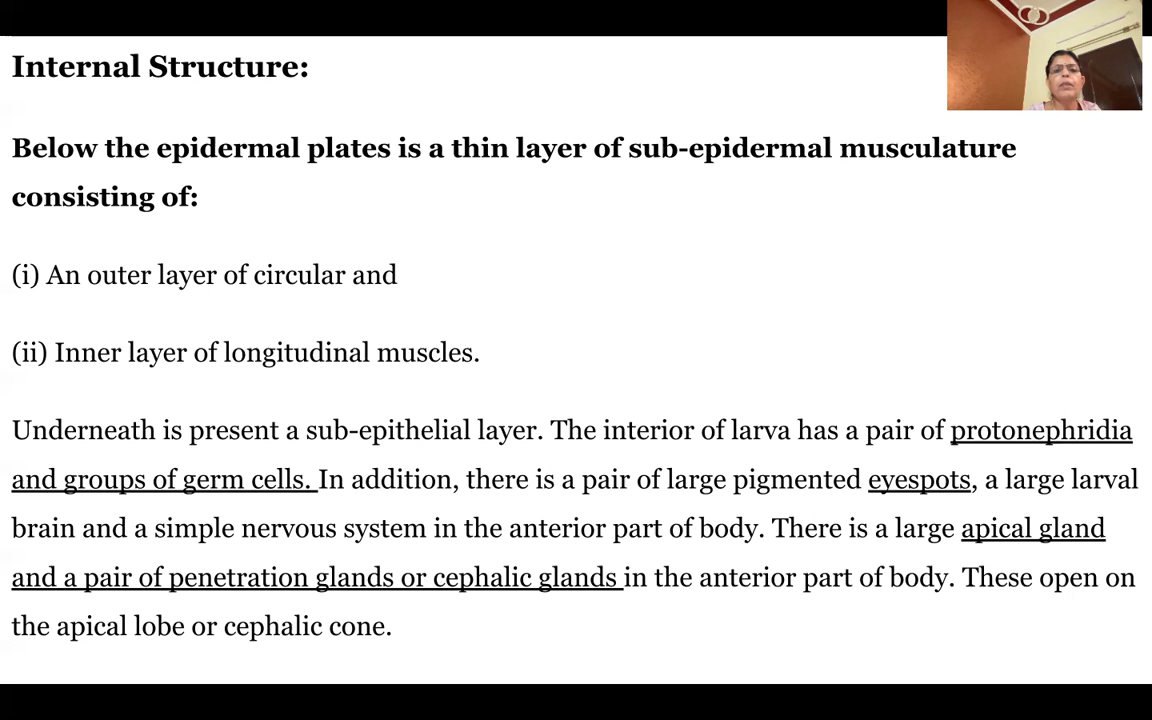 Internal Structure:
Below the epidermal plates is a thin layer of sub-epidermal musculature
consisting of:
(i) An outer layer of circular and
(ii) Inner layer of longitudinal muscles.
Underneath is present a sub-epithelial layer. The interior of larva has a pair of protonephridia
and groups of germ cells. In addition, there is a pair of large pigmented eyespots, a large larval
brain and a simple nervous system in the anterior part of body. There is a large apical gland
and a pair of penetration glands or cephalic glands in the anterior part of body. These open on
the apical lobe or cephalic cone.